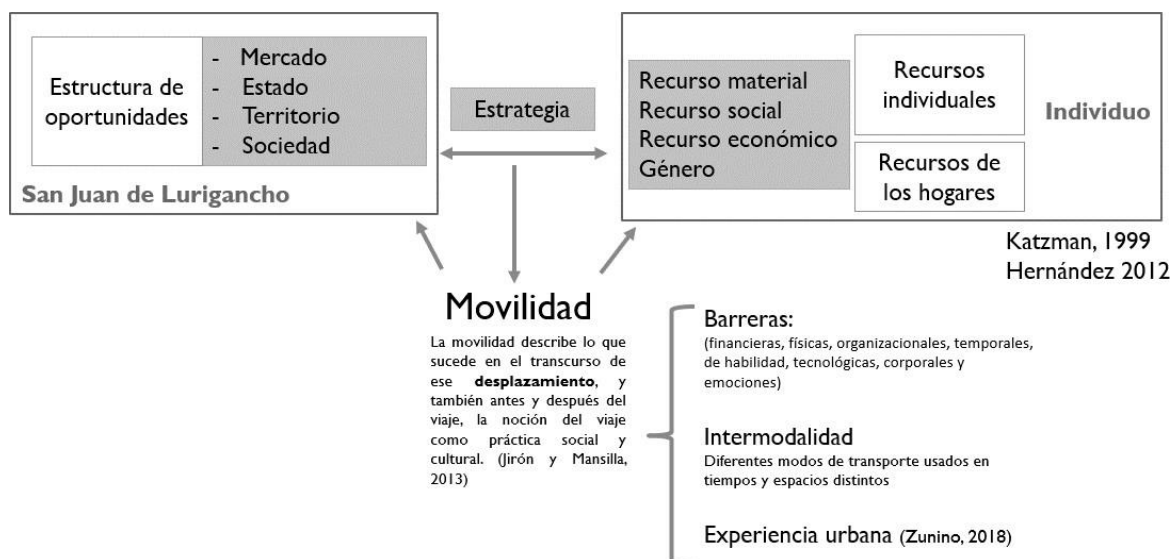 Estructura de
oportunidades
- Mercado
- Estado
- Territorio
- Sociedad
San Juan de Lurigancho
Estrategia
Recurso material
Recurso social
Recurso económico
Género
Recursos
individuales
Recursos de
los hogares
Individuo
Katzman, 1999
Hernández 2012
Movilidad
La movilidad describe lo que
sucede en el transcurso de
ese desplazamiento, y
también antes y después del
viaje, la noción del viaje
como práctica social y
cultural. (Jirón y Mansilla,
2013)
Barreras:
(financieras, físicas, organizacionales, temporales,
de habilidad, tecnológicas, corporales y
emociones)
Intermodalidad
Diferentes modos de transporte usados en
tiempos y espacios distintos
Experiencia urbana (Zunino, 2018)